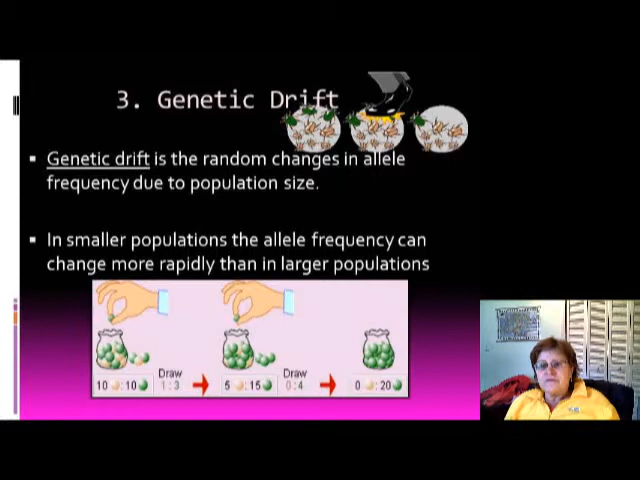 3. Genetic Drift
▪ Genetic drift is the random changes in allele
frequency due to population size.
▪ In smaller populations the allele frequency can
change more rapidly than in larger populations
Draw Draw
10 : 10 1 : 3 5 : 15 0 : 4 0 : 20